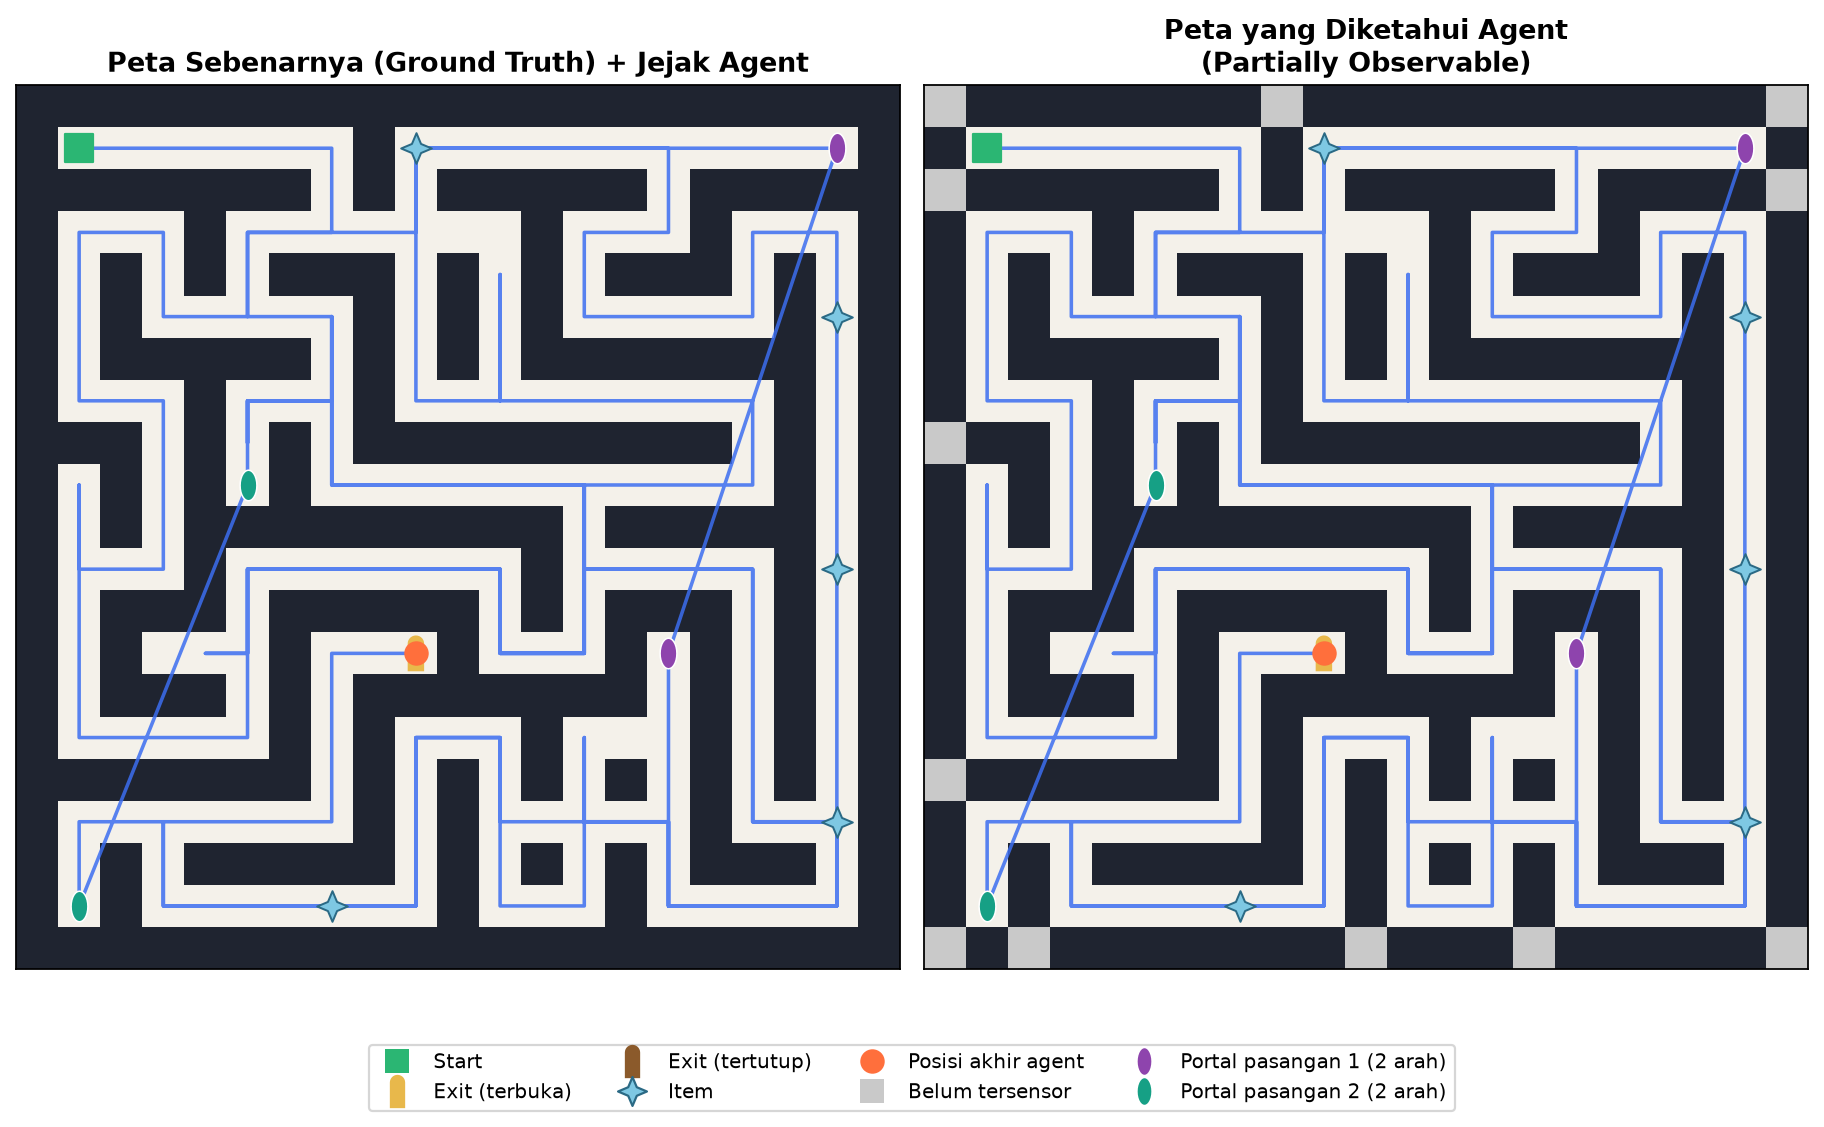 Peta Sebenarnya (Ground Truth) + Jejak Agent
Peta yang Diketahui Agent
(Partially Observable)
Start
Exit (terbuka)
Exit (tertutup)
Item
Posisi akhir agent
Belum tersensor
Portal pasangan 1 (2 arah)
Portal pasangan 2 (2 arah)